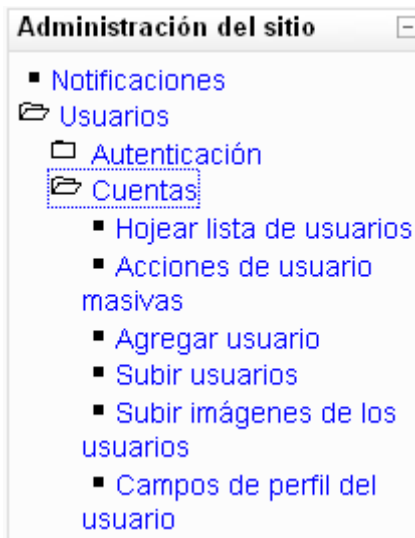 Administración del sitio
Notificaciones
Usuarios
Autenticación
Cuentas
Hojear lista de usuarios
Acciones de usuario
masivas
Agregar usuario
Subir usuarios
Subir imágenes de los
usuarios
Campos de perfil del
usuario